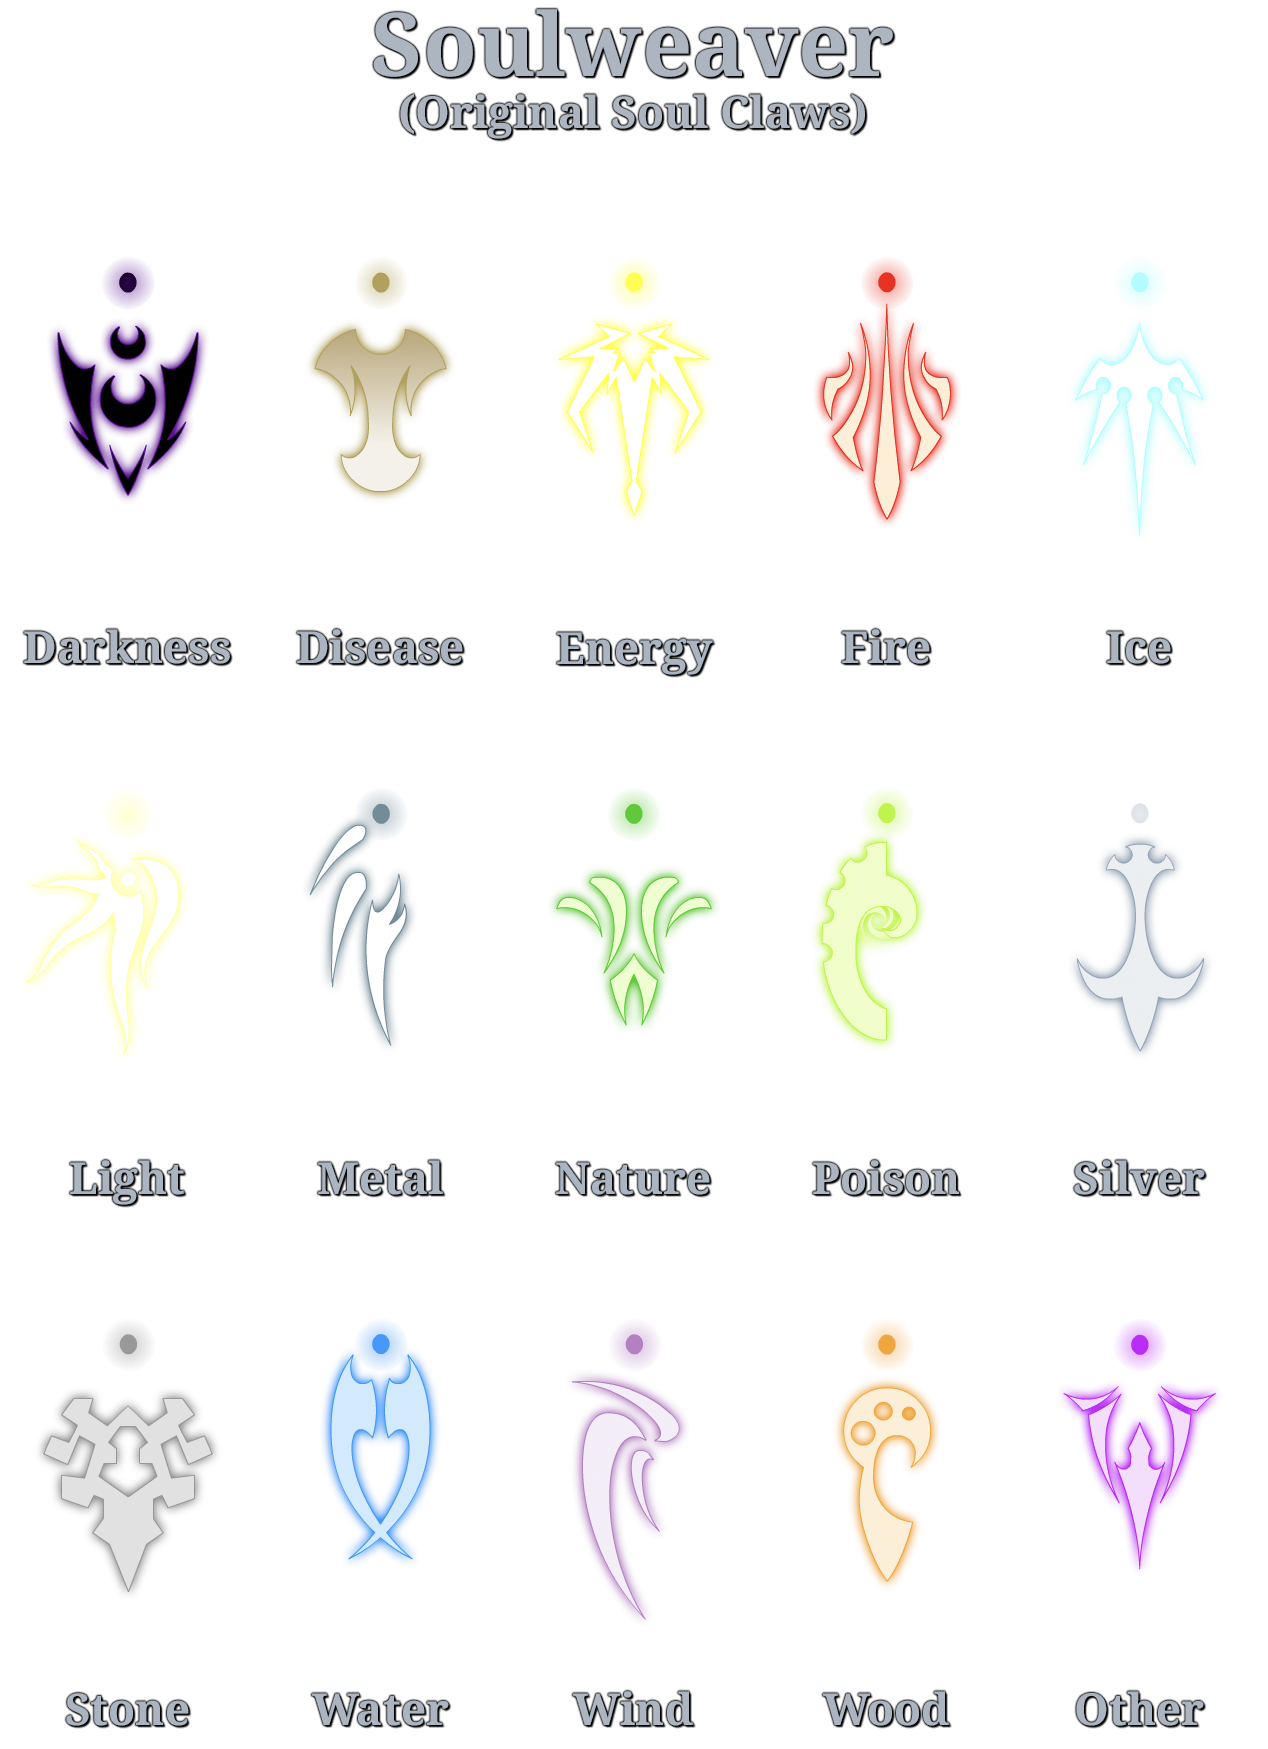 Soulweaver
(Original Soul Claws)
Darkness Disease Energy Fire Ice
Light Metal Nature Poison Silver
Stone Water Wind Wood Other